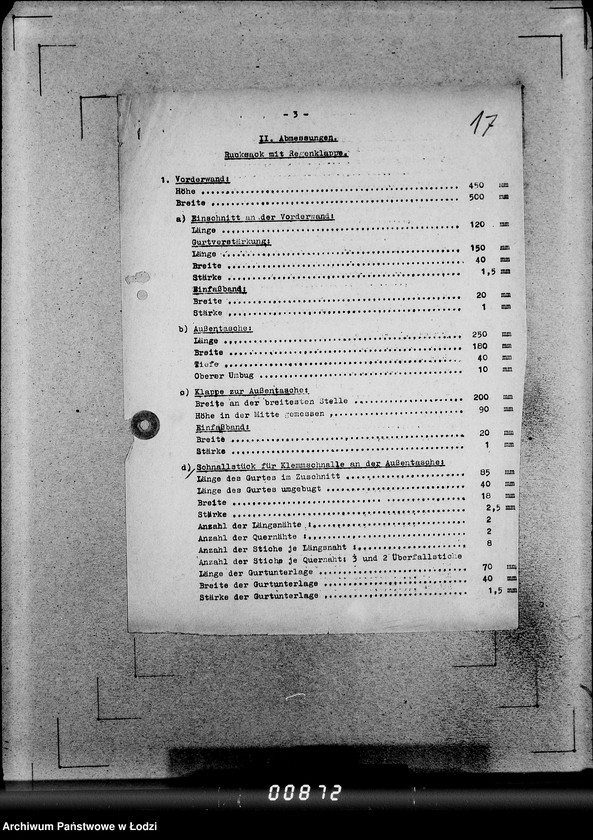 - 3 -
17
II. Abmessungen.
Rucksack mit Regenklappe.
1. Vorderwand:
Höhe .......... 450 mm
Breite .......... 500 mm
a) Einschnitt an der Vorderwand:
Länge .......... 120 mm
Gurtverstärkung:
Länge .......... 150 mm
Breite .......... 40 mm
Stärke .......... 1,5 mm
Einfaßband:
Breite .......... 20 mm
Stärke .......... 1 mm
b) Außentasche:
Länge .......... 250 mm
Breite .......... 180 mm
Tiefe .......... 40 mm
Oberer Umbug .......... 10 mm
c) Klappe zur Außentasche:
Breite an der breitesten Stelle .......... 200 mm
Höhe in der Mitte gemessen .......... 90 mm
Einfaßband:
Breite .......... 20 mm
Stärke .......... 1 mm
d) Schnallstück für Klemmschnalle an der Außentasche:
Länge des Gurtes im Zuschnitt .......... 85 mm
Länge des Gurtes umgebugt .......... 40 mm
Breite .......... 18 mm
Stärke .......... 2,5 mm
Anzahl der Längsnähte : .......... 2
Anzahl der Quernähte : .......... 2
Anzahl der Stiche je Längsnaht : .......... 8
Anzahl der Stiche je Quernaht: 3 und 2 Überfallstiche
Länge der Gurtunterlage .......... 70 mm
Breite der Gurtunterlage .......... 40 mm
Stärke der Gurtunterlage .......... 1,5 mm
00872
Archiwum Państwowe w Łodzi